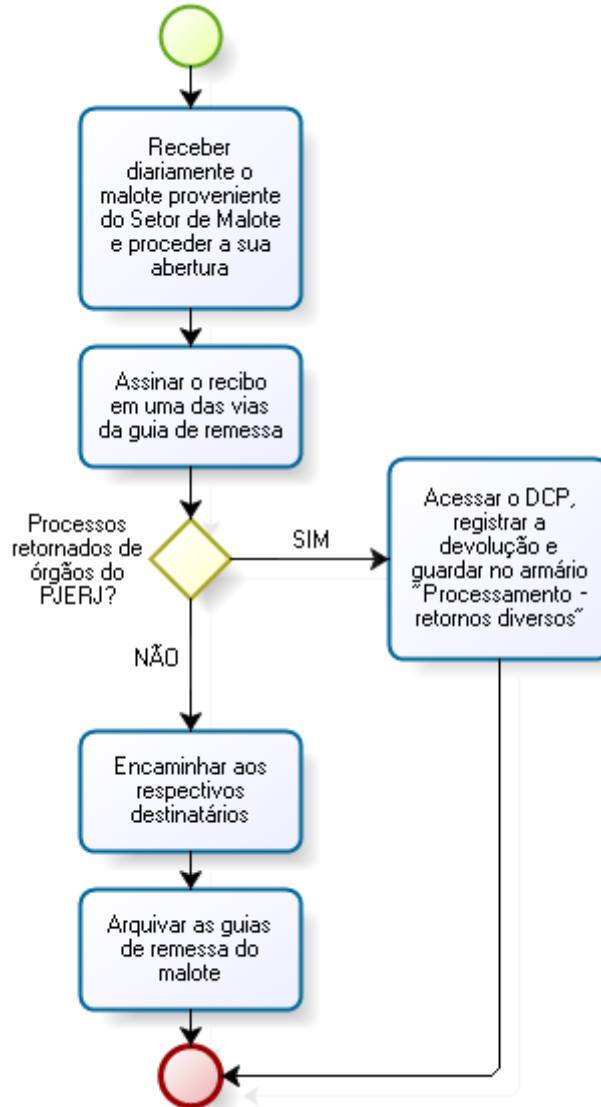 Receber
diariamente o
malote proveniente
do Setor de Malote
e proceder a sua
abertura
Assinar o recibo
em uma das vias
da guia de remessa
Processos
retornados de
órgãos do
PJERJ?
SIM
Acessar o DCP,
registrar a
devolução e
guardar no armário
"Processamento -
retornos diversos"
NÃO
Encaminhar aos
respectivos
destinatários
Arquivar as guias
de remessa do
malote